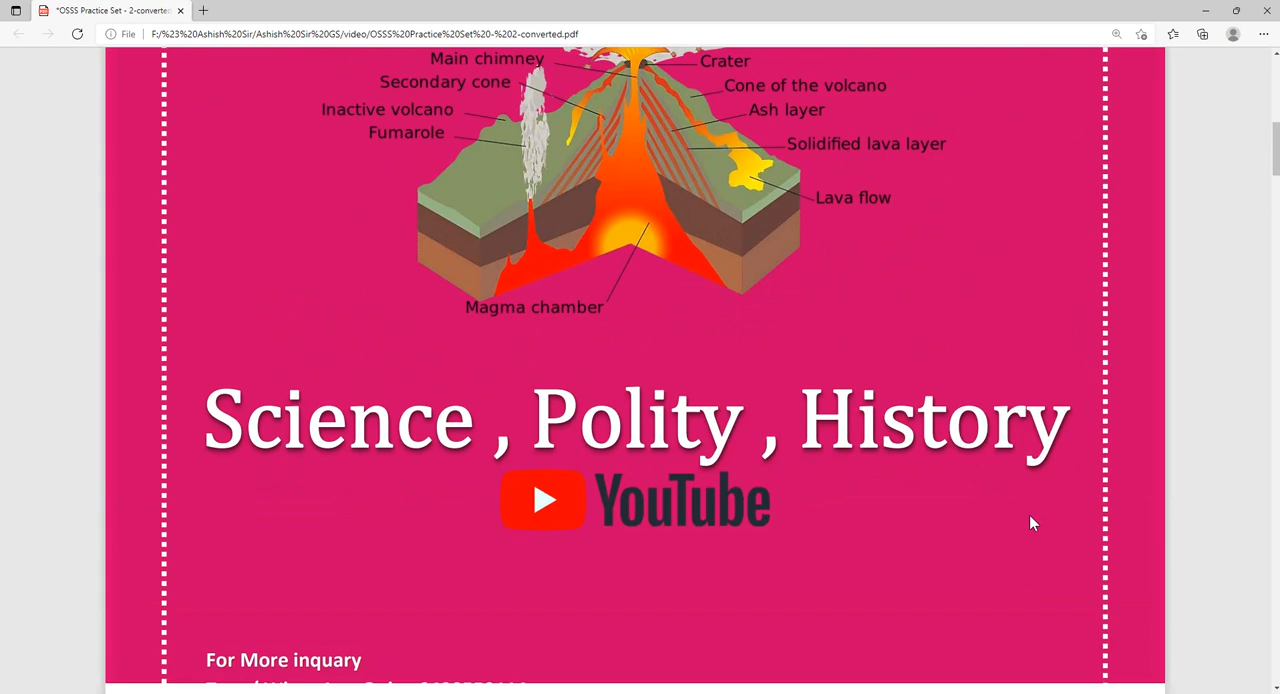 *OSSS Practice Set - 2-converted
File
F:/%23%20Ashish%20Sir/Ashish%20Sir%20GS/video/OSSS%20Practice%20Set%20-%202-converted.pdf
Main chimney
Crater
Secondary cone
Cone of the volcano
Inactive volcano
Ash layer
Fumarole
Solidified lava layer
Lava flow
Magma chamber
Science , Polity , History
YouTube
For More inquary